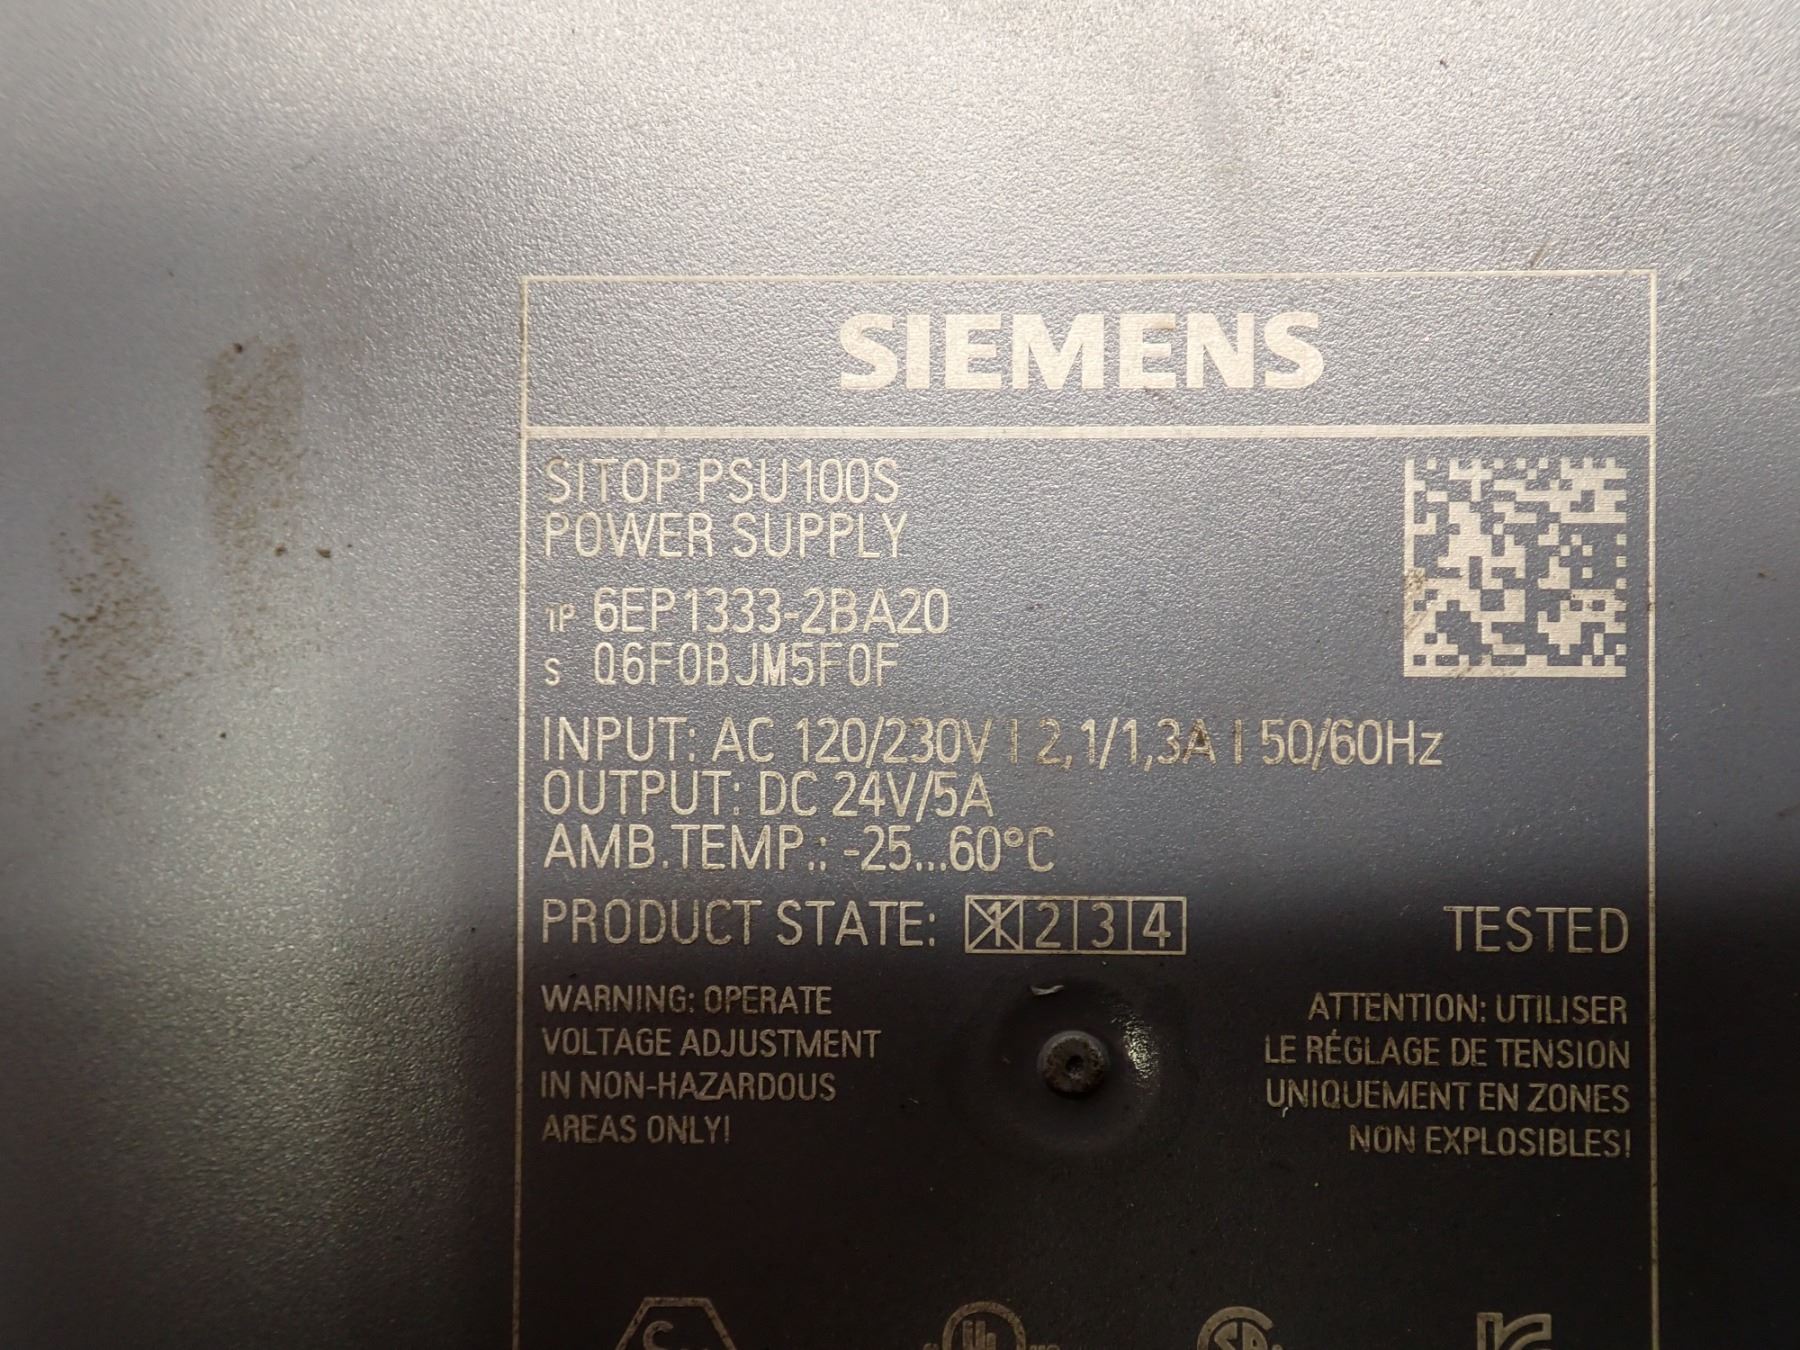 SIEMENS
SITOP PSU100S
POWER SUPPLY
1P 6EP1333-2BA20
S Q6F0BJM5F0F
INPUT: AC 120/230V | 2,1/1,3A | 50/60Hz
OUTPUT: DC 24V/5A
AMB.TEMP.: -25...60°C
PRODUCT STATE: 1 2 3 4
TESTED
WARNING: OPERATE
VOLTAGE ADJUSTMENT
IN NON-HAZARDOUS
AREAS ONLY!
ATTENTION: UTILISER
LE RÉGLAGE DE TENSION
UNIQUEMENT EN ZONES
NON EXPLOSIBLES!